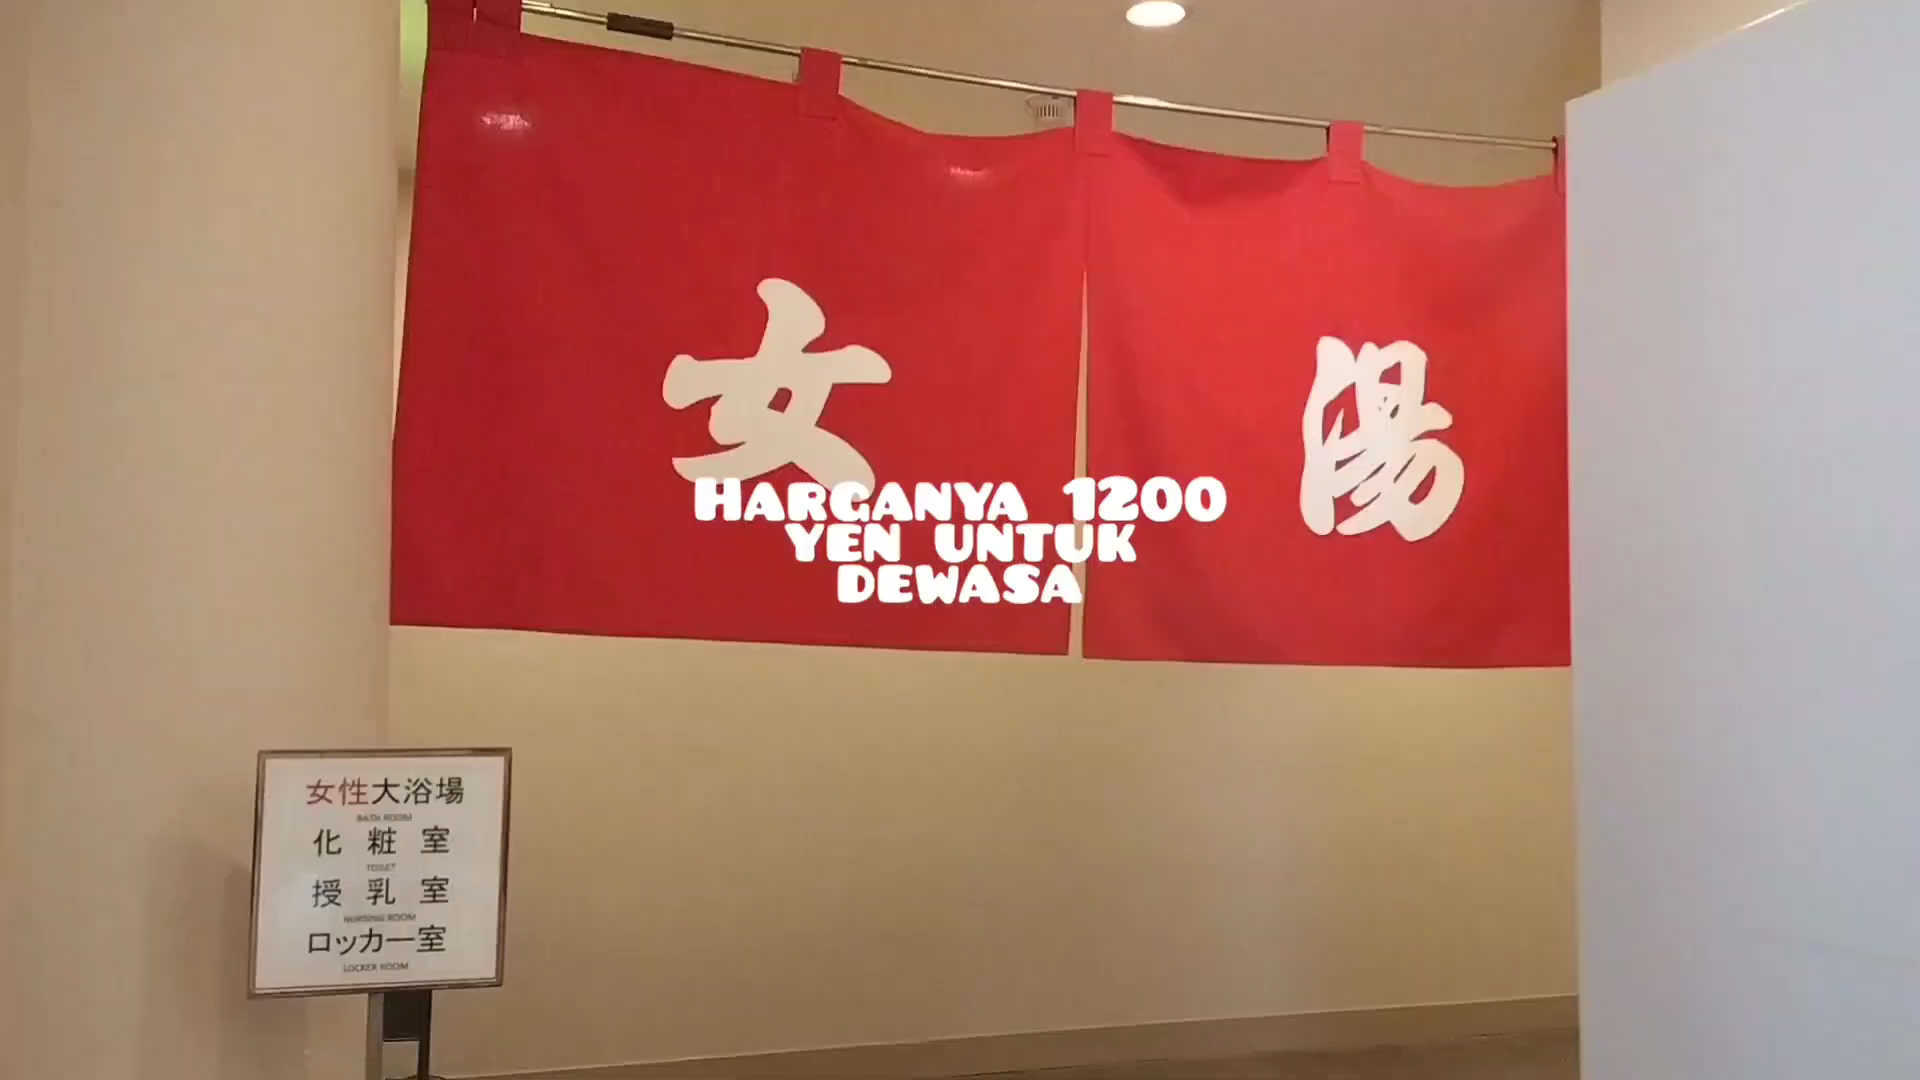 女 湯
HARGANYA 1200
YEN UNTUK
DEWASA
女性大浴場
BATH ROOM
化粧室
TOILET
授乳室
NURSING ROOM
ロッカー室
LOCKER ROOM